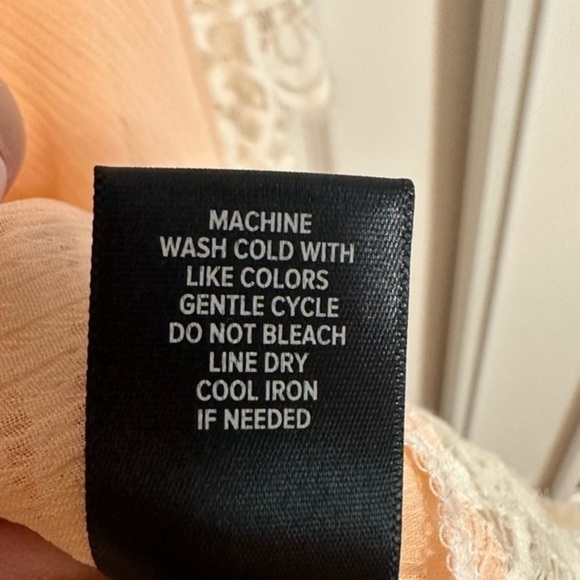 MACHINE
WASH COLD WITH
LIKE COLORS
GENTLE CYCLE
DO NOT BLEACH
LINE DRY
COOL IRON
IF NEEDED